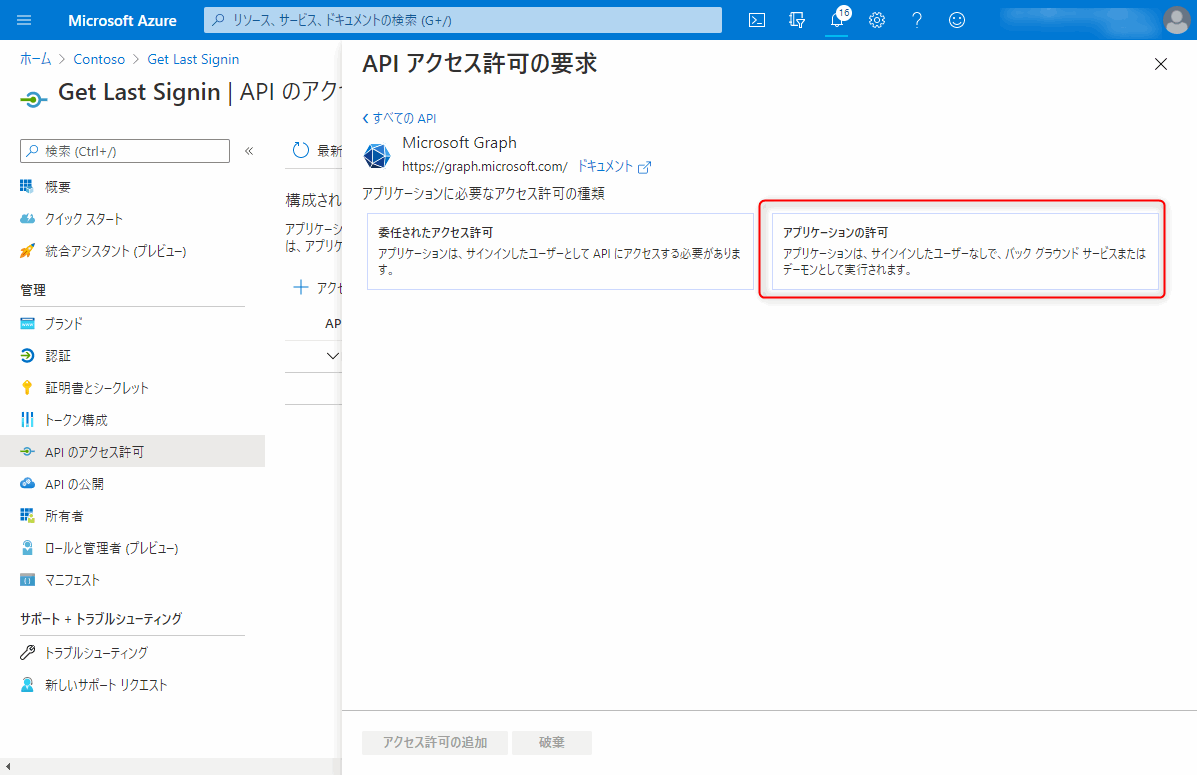 Microsoft Azure
リソース、サービス、ドキュメントの検索 (G+/)
16
ホーム > Contoso > Get Last Signin
Get Last Signin | API のアク
検索 (Ctrl+/)
«
概要
クイック スタート
統合アシスタント (プレビュー)
管理
ブランド
認証
証明書とシークレット
トークン構成
API のアクセス許可
API の公開
所有者
ロールと管理者 (プレビュー)
マニフェスト
サポート + トラブルシューティング
トラブルシューティング
新しいサポート リクエスト
最新
構成され
アプリケーシ
は、アプリケ
アクセ
AP
API アクセス許可の要求
すべての API
Microsoft Graph
https://graph.microsoft.com/ ドキュメント
アプリケーションに必要なアクセス許可の種類
委任されたアクセス許可
アプリケーションは、サインインしたユーザーとして API にアクセスする必要がありま
す。
アプリケーションの許可
アプリケーションは、サインインしたユーザーなしで、バック グラウンド サービスまたは
デーモンとして実行されます。
アクセス許可の追加
破棄